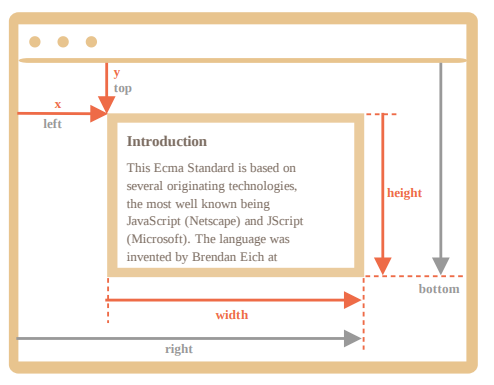 y
top
x
left
Introduction
This Ecma Standard is based on
several originating technologies,
the most well known being
JavaScript (Netscape) and JScript
(Microsoft). The language was
invented by Brendan Eich at
height
bottom
width
right